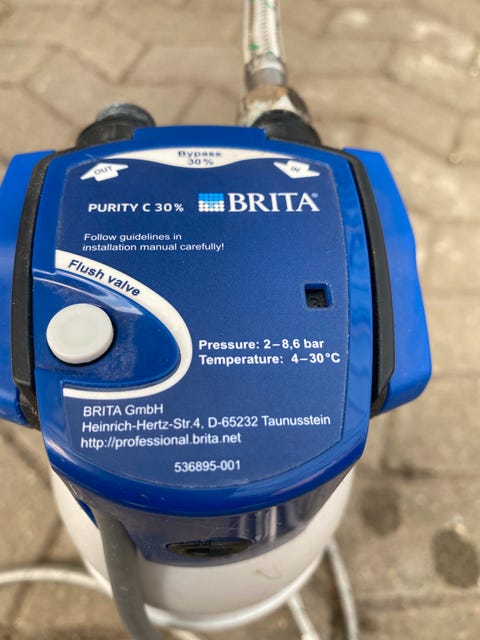 Bypass
30%
OUT
IN
PURITY C 30%
BRITA®
Follow guidelines in
installation manual carefully!
Flush valve
Pressure: 2–8,6 bar
Temperature: 4–30°C
BRITA GmbH
Heinrich-Hertz-Str.4, D-65232 Taunusstein
http://professional.brita.net
536895-001